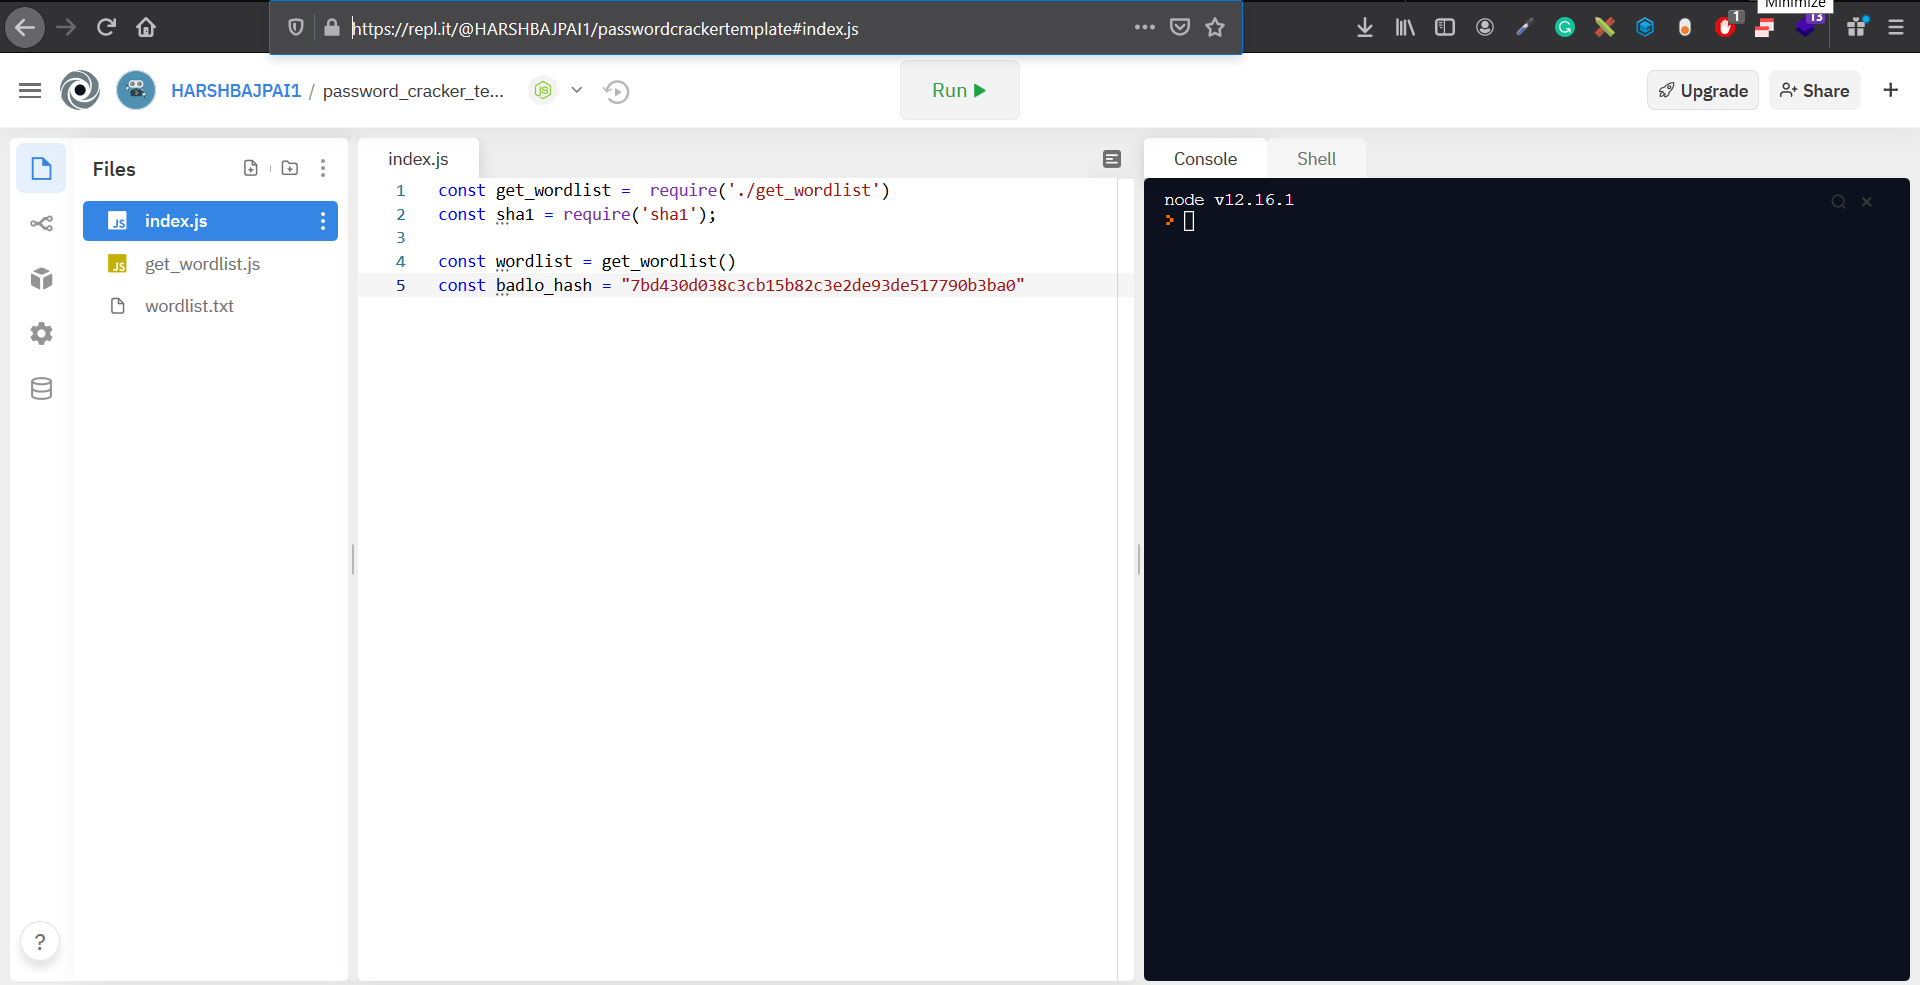 Minimize
https://repl.it/@HARSHBAJPAI1/passwordcrackertemplate#index.js
1
13
HARSHBAJPAI1 / password_cracker_te...
Run
Upgrade
Share
Files
index.js
get_wordlist.js
wordlist.txt
?
index.js
1 const get_wordlist =  require('./get_wordlist')
2 const sha1 = require('sha1');
3
4 const wordlist = get_wordlist()
5 const badlo_hash = "7bd430d038c3cb15b82c3e2de93de517790b3ba0"
Console
Shell
node v12.16.1